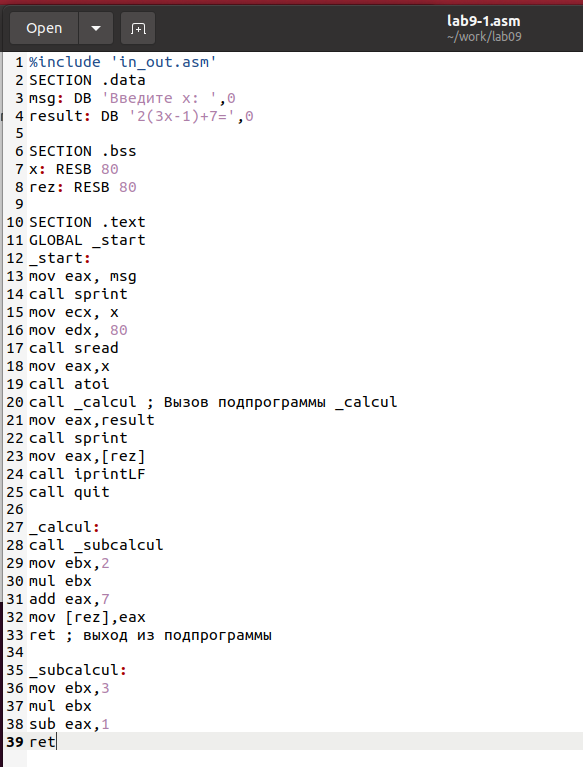 Open
lab9-1.asm
~/work/lab09
1 %include 'in_out.asm'
2 SECTION .data
3 msg: DB 'Введите x: ',0
4 result: DB '2(3x-1)+7=',0
5
6 SECTION .bss
7 x: RESB 80
8 rez: RESB 80
9
10 SECTION .text
11 GLOBAL _start
12 _start:
13 mov eax, msg
14 call sprint
15 mov ecx, x
16 mov edx, 80
17 call sread
18 mov eax,x
19 call atoi
20 call _calcul ; Вызов подпрограммы _calcul
21 mov eax,result
22 call sprint
23 mov eax,[rez]
24 call iprintLF
25 call quit
26
27 _calcul:
28 call _subcalcul
29 mov ebx,2
30 mul ebx
31 add eax,7
32 mov [rez],eax
33 ret ; выход из подпрограммы
34
35 _subcalcul:
36 mov ebx,3
37 mul ebx
38 sub eax,1
39 ret